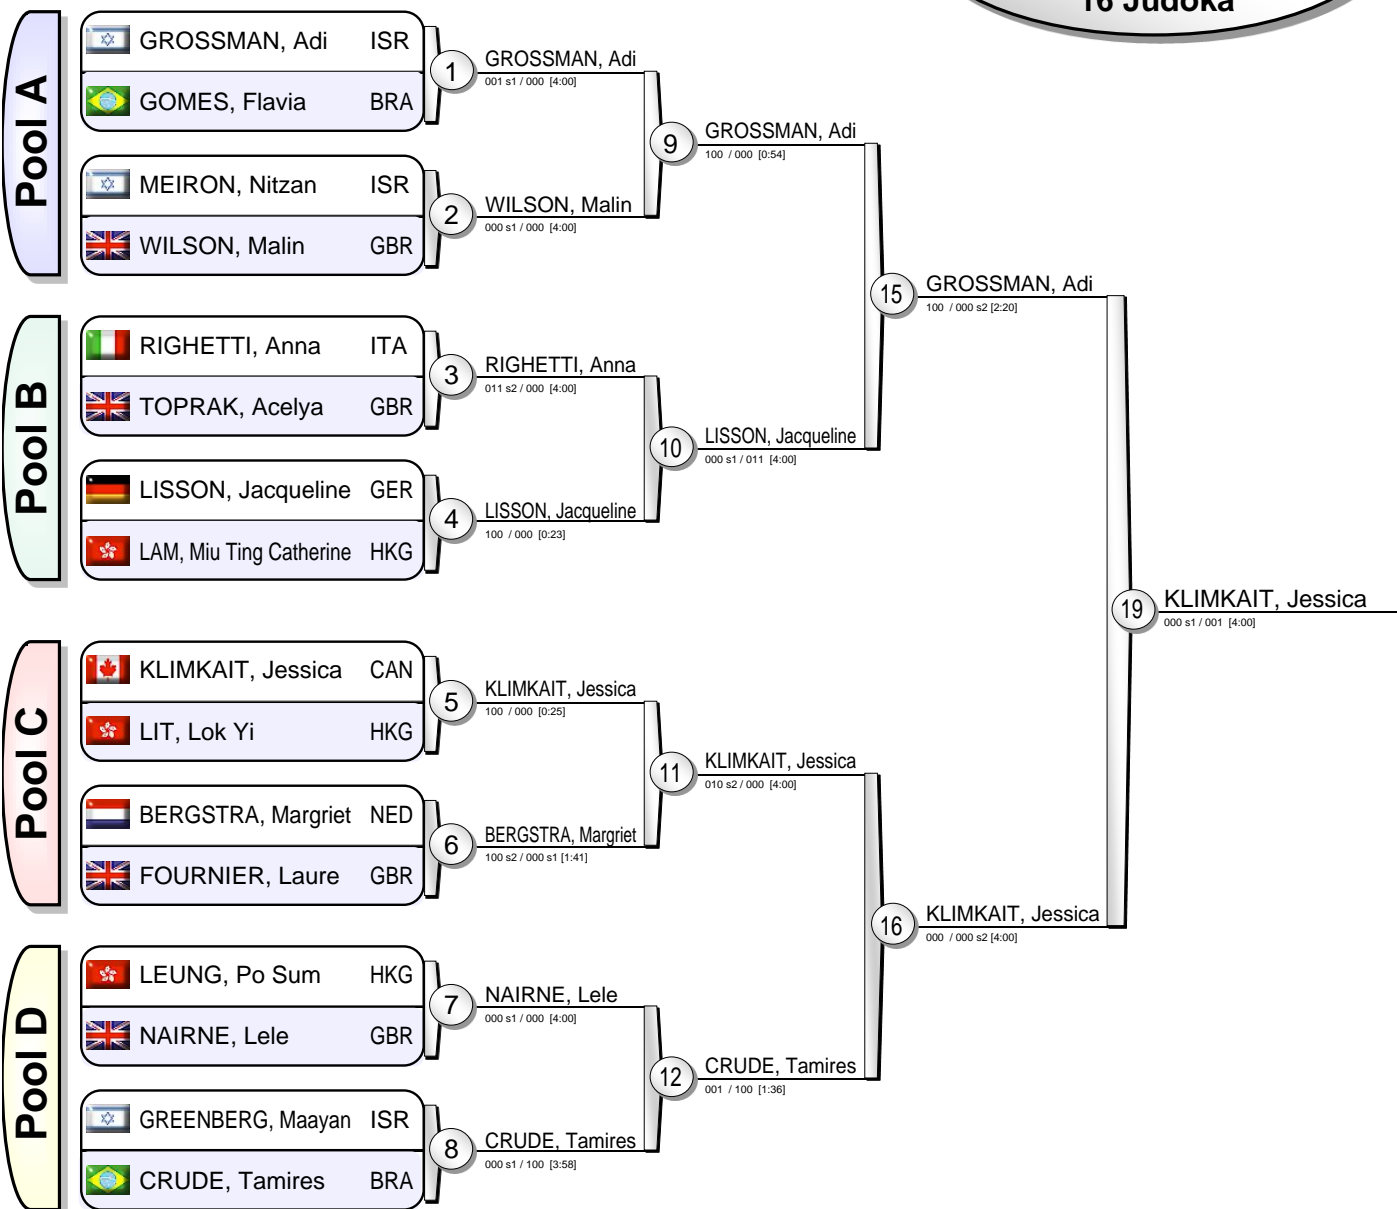 16 Judoka
Pool A
GROSSMAN, Adi ISR
GOMES, Flavia BRA
1
GROSSMAN, Adi
001 s1 / 000 [4:00]
MEIRON, Nitzan ISR
WILSON, Malin GBR
2
WILSON, Malin
000 s1 / 000 [4:00]
9
GROSSMAN, Adi
100 / 000 [0:54]
Pool B
RIGHETTI, Anna ITA
TOPRAK, Acelya GBR
3
RIGHETTI, Anna
011 s2 / 000 [4:00]
LISSON, Jacqueline GER
LAM, Miu Ting Catherine HKG
4
LISSON, Jacqueline
100 / 000 [0:23]
10
LISSON, Jacqueline
000 s1 / 011 [4:00]
15
GROSSMAN, Adi
100 / 000 s2 [2:20]
Pool C
KLIMKAIT, Jessica CAN
LIT, Lok Yi HKG
5
KLIMKAIT, Jessica
100 / 000 [0:25]
BERGSTRA, Margriet NED
FOURNIER, Laure GBR
6
BERGSTRA, Margriet
100 s2 / 000 s1 [1:41]
11
KLIMKAIT, Jessica
010 s2 / 000 [4:00]
Pool D
LEUNG, Po Sum HKG
NAIRNE, Lele GBR
7
NAIRNE, Lele
000 s1 / 000 [4:00]
GREENBERG, Maayan ISR
CRUDE, Tamires BRA
8
CRUDE, Tamires
000 s1 / 100 [3:58]
12
CRUDE, Tamires
001 / 100 [1:36]
16
KLIMKAIT, Jessica
000 / 000 s2 [4:00]
19
KLIMKAIT, Jessica
000 s1 / 001 [4:00]